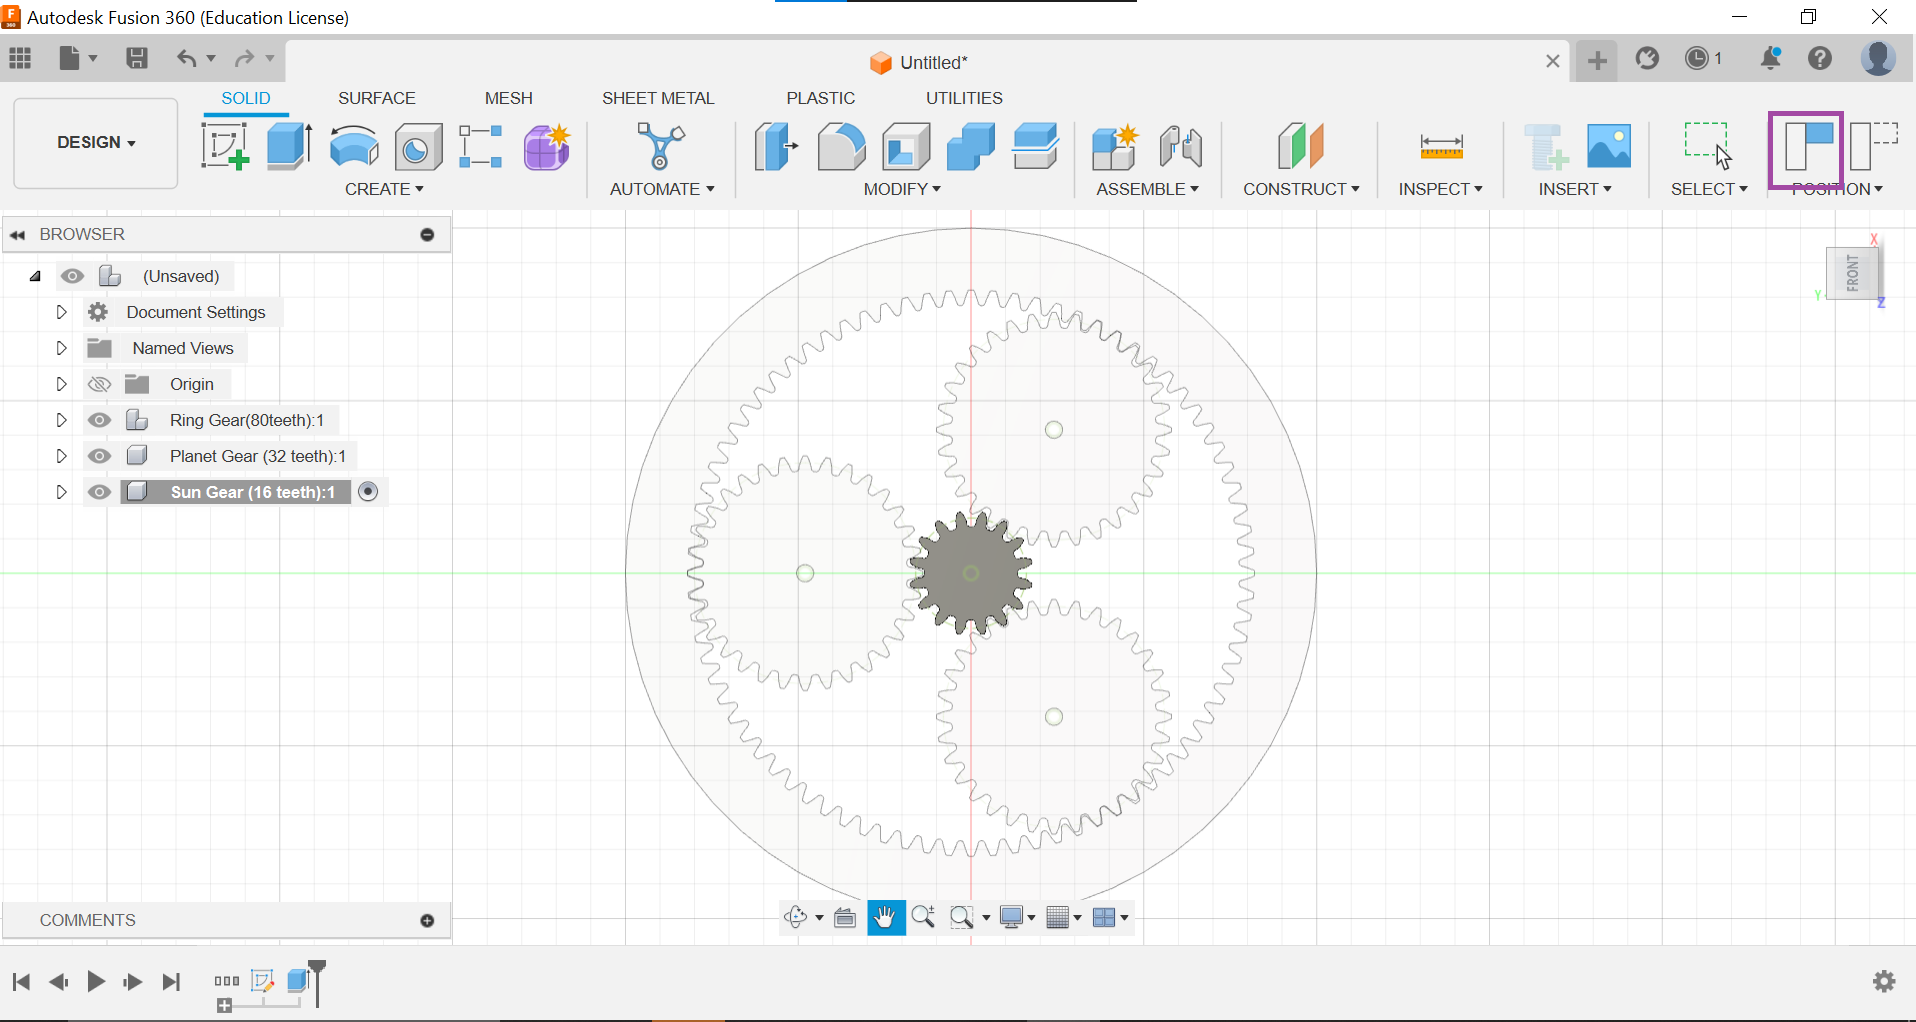 Autodesk Fusion 360 (Education License)
Untitled*
1
SOLID SURFACE MESH SHEET METAL PLASTIC UTILITIES
DESIGN
CREATE AUTOMATE MODIFY ASSEMBLE CONSTRUCT INSPECT INSERT SELECT POSITION
BROWSER
(Unsaved)
Document Settings
Named Views
Origin
Ring Gear(80teeth):1
Planet Gear (32 teeth):1
Sun Gear (16 teeth):1
X
FRONT
Y
Z
COMMENTS